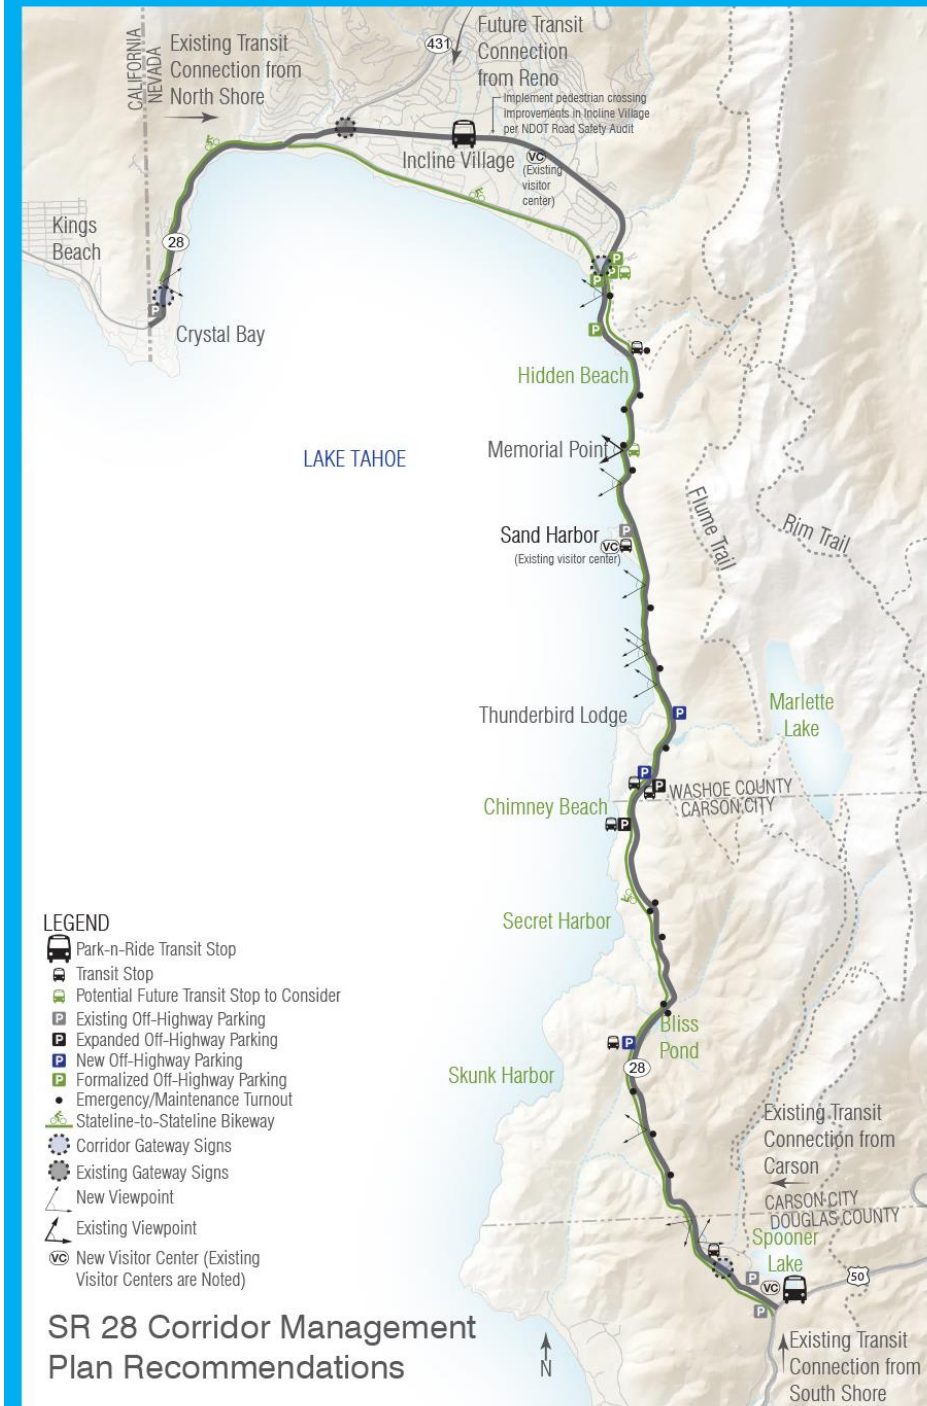 CALIFORNIA
NEVADA
Existing Transit
Connection from
North Shore
431
Future Transit
Connection
from Reno
Implement pedestrian crossing
improvements in Incline Village
per NDOT Road Safety Audit
Incline Village
VC
(Existing
visitor
center)
Kings
Beach
28
P
Crystal Bay
P
P
P
P
Hidden Beach
LAKE TAHOE
Memorial Point
Flume Trail
Rim Trail
Sand Harbor
P
VC
(Existing visitor center)
Thunderbird Lodge
P
Marlette
Lake
P
P
WASHOE COUNTY
CARSON CITY
Chimney Beach
P
Secret Harbor
Bliss
Pond
P
28
Skunk Harbor
Existing Transit
Connection from
Carson
CARSON CITY
DOUGLAS COUNTY
Spooner
Lake
P
VC
50
P
Existing Transit
Connection from
South Shore
N
LEGEND
Park-n-Ride Transit Stop
Transit Stop
Potential Future Transit Stop to Consider
P Existing Off-Highway Parking
P Expanded Off-Highway Parking
P New Off-Highway Parking
P Formalized Off-Highway Parking
Emergency/Maintenance Turnout
Stateline-to-Stateline Bikeway
Corridor Gateway Signs
Existing Gateway Signs
New Viewpoint
Existing Viewpoint
VC New Visitor Center (Existing
Visitor Centers are Noted)
SR 28 Corridor Management
Plan Recommendations